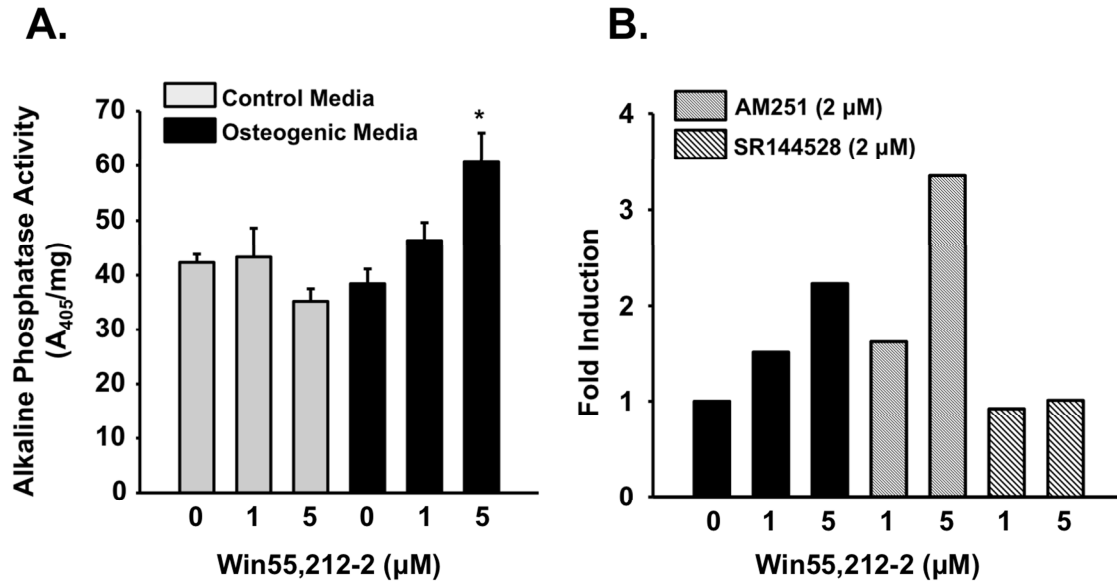 A.
Control Media
Osteogenic Media
Alkaline Phosphatase Activity
(A405/mg)
70
60
50
40
30
20
10
0
*
0 1 5 0 1 5
Win55,212-2 (µM)
B.
AM251 (2 µM)
SR144528 (2 µM)
Fold Induction
4
3
2
1
0
0 1 5 1 5 1 5
Win55,212-2 (µM)